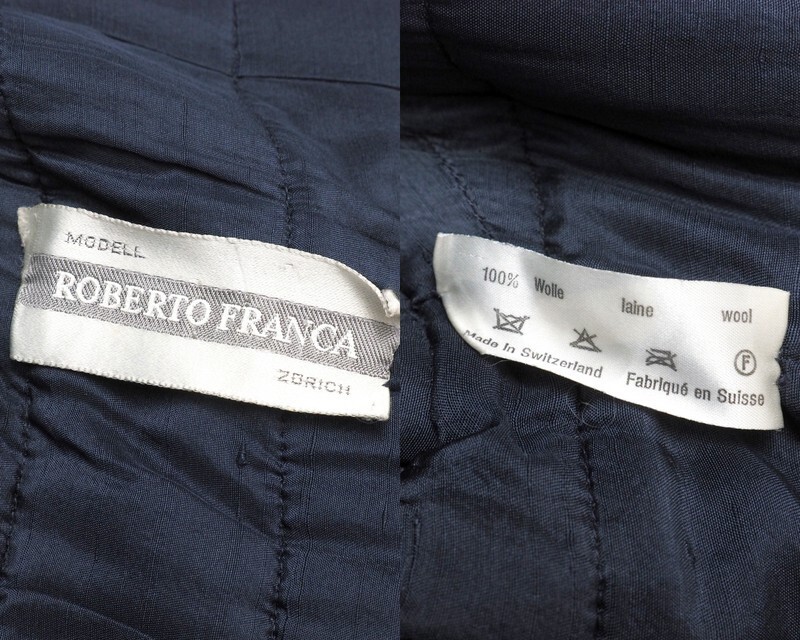 MODELL
ROBERTO FRANCA
ZÜRICH
100% Wolle laine wool
F
Made in Switzerland
Fabriqué en Suisse